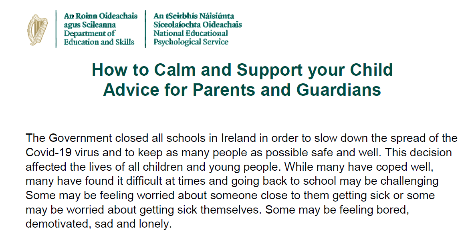 An Roinn Oideachais
agus Scileanna
Department of
Education and Skills
An tSeirbhís Náisiúnta
Síceolaíochta Oideachais
National Educational
Psychological Service
How to Calm and Support your Child
Advice for Parents and Guardians
The Government closed all schools in Ireland in order to slow down the spread of the
Covid-19 virus and to keep as many people as possible safe and well. This decision
affected the lives of all children and young people. While many have coped well,
many have found it difficult at times and going back to school may be challenging
Some may be feeling worried about someone close to them getting sick or some
may be worried about getting sick themselves. Some may be feeling bored,
demotivated, sad and lonely.